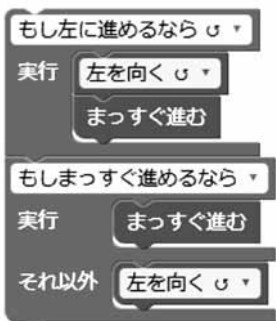 もし左に進めるなら ↺ ▼
実行 左を向く ↺ ▼
まっすぐ進む
もしまっすぐ進めるなら ▼
実行 まっすぐ進む
それ以外 左を向く ↺ ▼